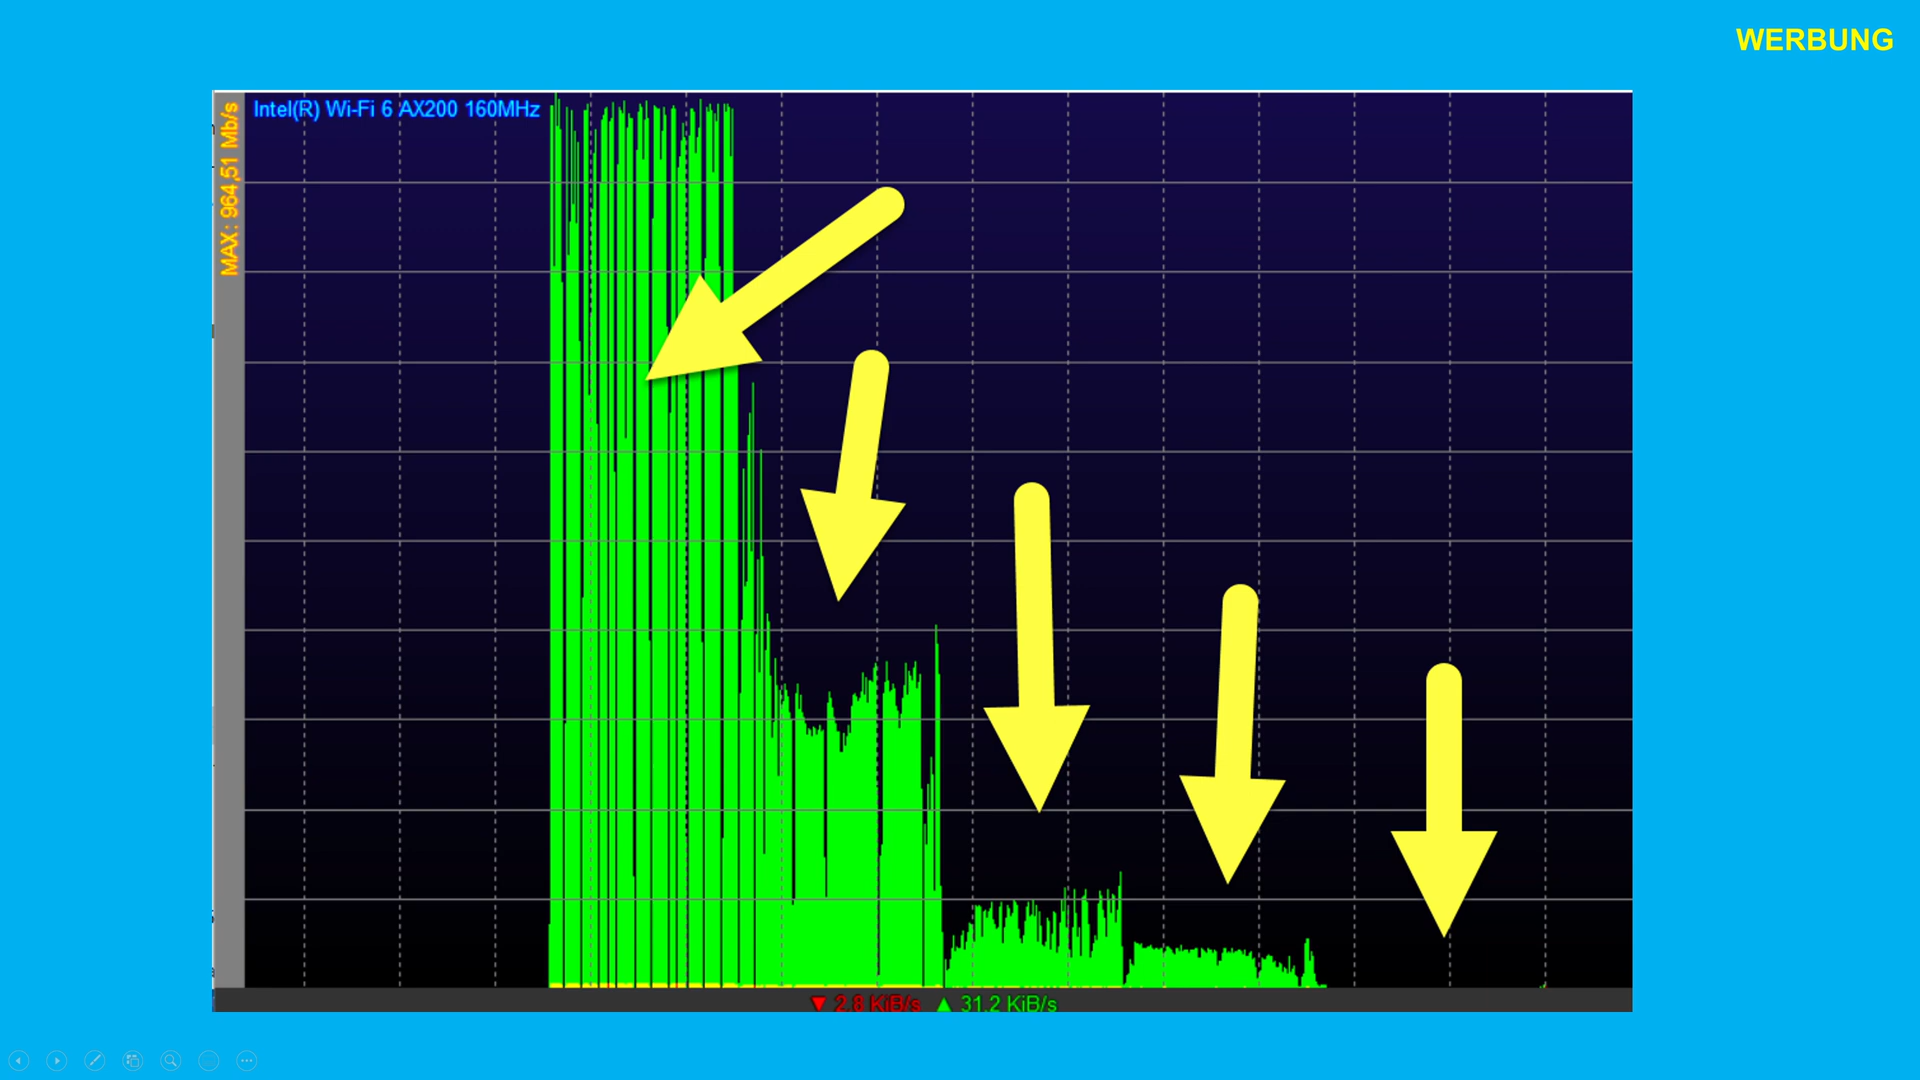 WERBUNG
Intel(R) Wi-Fi 6 AX200 160MHz
MAX: 964,51 Mb/s
2.8 KiB/s 31.2 KiB/s